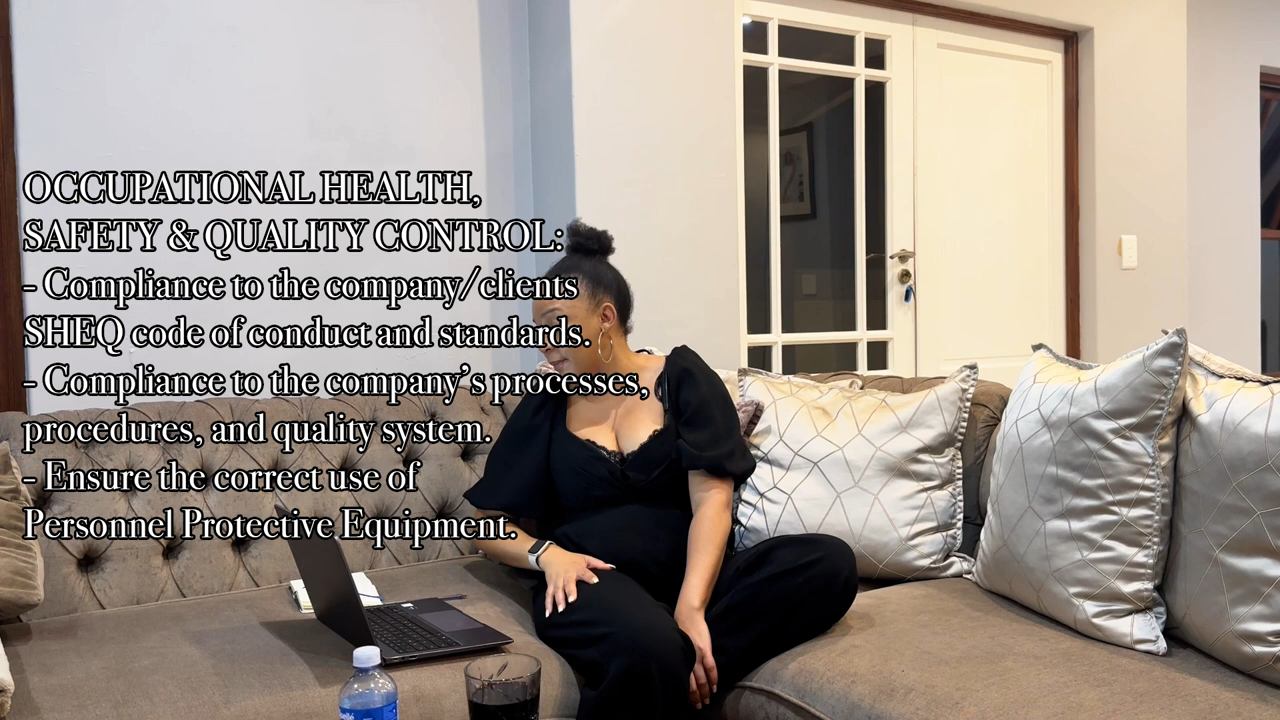 OCCUPATIONAL HEALTH,
SAFETY & QUALITY CONTROL:
- Compliance to the company/clients
SHEQ code of conduct and standards.
- Compliance to the company's processes,
procedures, and quality system.
- Ensure the correct use of
Personnel Protective Equipment.